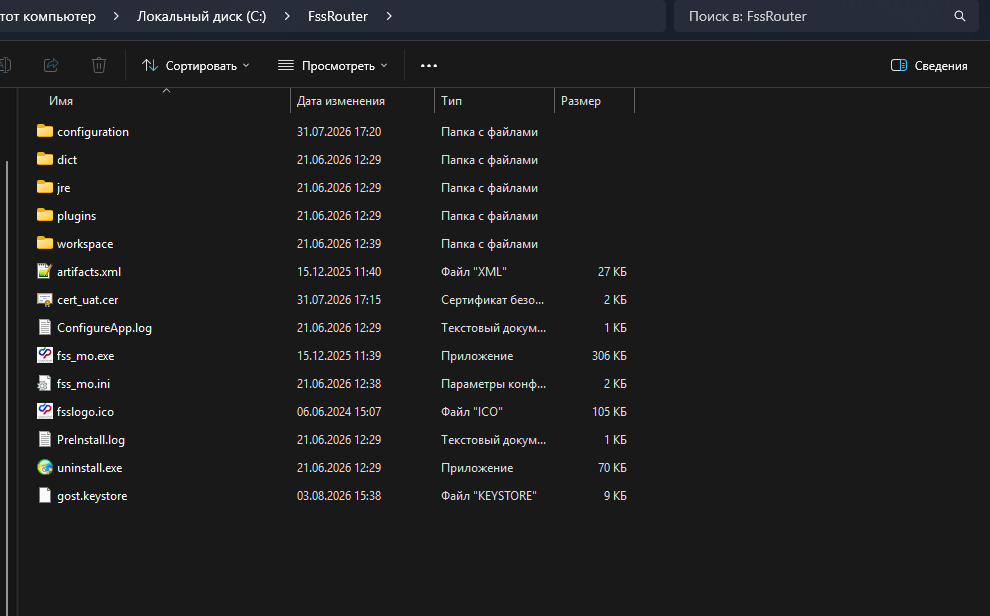 тот компьютер > Локальный диск (C:) > FssRouter >
Поиск в: FssRouter
Сортировать
Просмотреть
Сведения
Имя Дата изменения Тип Размер
configuration 31.07.2026 17:20 Папка с файлами
dict 21.06.2026 12:29 Папка с файлами
jre 21.06.2026 12:29 Папка с файлами
plugins 21.06.2026 12:29 Папка с файлами
workspace 21.06.2026 12:39 Папка с файлами
artifacts.xml 15.12.2025 11:40 Файл "XML" 27 КБ
cert_uat.cer 31.07.2026 17:15 Сертификат безо... 2 КБ
ConfigureApp.log 21.06.2026 12:29 Текстовый докум... 1 КБ
fss_mo.exe 15.12.2025 11:39 Приложение 306 КБ
fss_mo.ini 21.06.2026 12:38 Параметры конф... 2 КБ
fsslogo.ico 06.06.2024 15:07 Файл "ICO" 105 КБ
PreInstall.log 21.06.2026 12:29 Текстовый докум... 1 КБ
uninstall.exe 21.06.2026 12:29 Приложение 70 КБ
gost.keystore 03.08.2026 15:38 Файл "KEYSTORE" 9 КБ